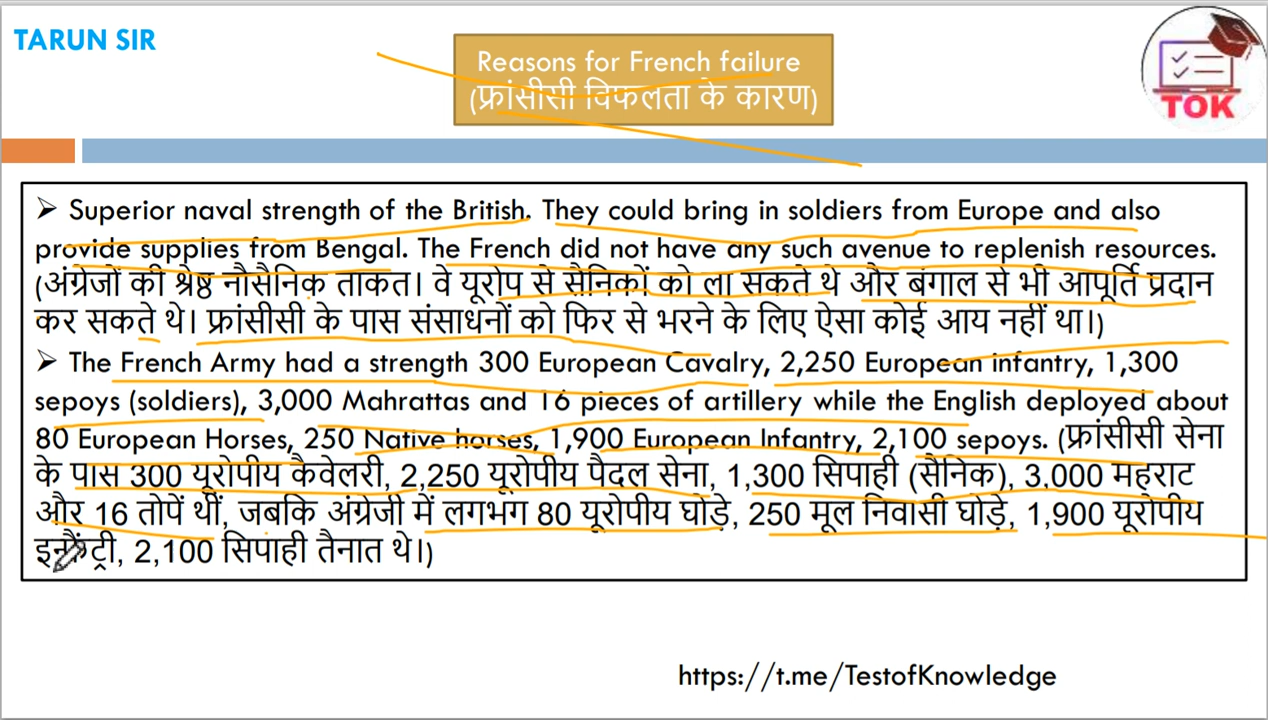 TARUN SIR
Reasons for French failure
(फ्रांसीसी विफलता के कारण)
TOK
➢ Superior naval strength of the British. They could bring in soldiers from Europe and also
provide supplies from Bengal. The French did not have any such avenue to replenish resources.
(अंग्रेजों की श्रेष्ठ नौसैनिक ताकत। वे यूरोप से सैनिकों को ला सकते थे और बंगाल से भी आपूर्ति प्रदान
कर सकते थे। फ्रांसीसी के पास संसाधनों को फिर से भरने के लिए ऐसा कोई आय नहीं था।)
➢ The French Army had a strength 300 European Cavalry, 2,250 European infantry, 1,300
sepoys (soldiers), 3,000 Mahrattas and 16 pieces of artillery while the English deployed about
80 European Horses, 250 Native horses, 1,900 European Infantry, 2,100 sepoys. (फ्रांसीसी सेना
के पास 300 यूरोपीय कैवेलरी, 2,250 यूरोपीय पैदल सेना, 1,300 सिपाही (सैनिक), 3,000 महराट
और 16 तोपें थीं, जबकि अंग्रेजी में लगभग 80 यूरोपीय घोड़े, 250 मूल निवासी घोड़े, 1,900 यूरोपीय
इन्फैंट्री, 2,100 सिपाही तैनात थे।)
https://t.me/TestofKnowledge